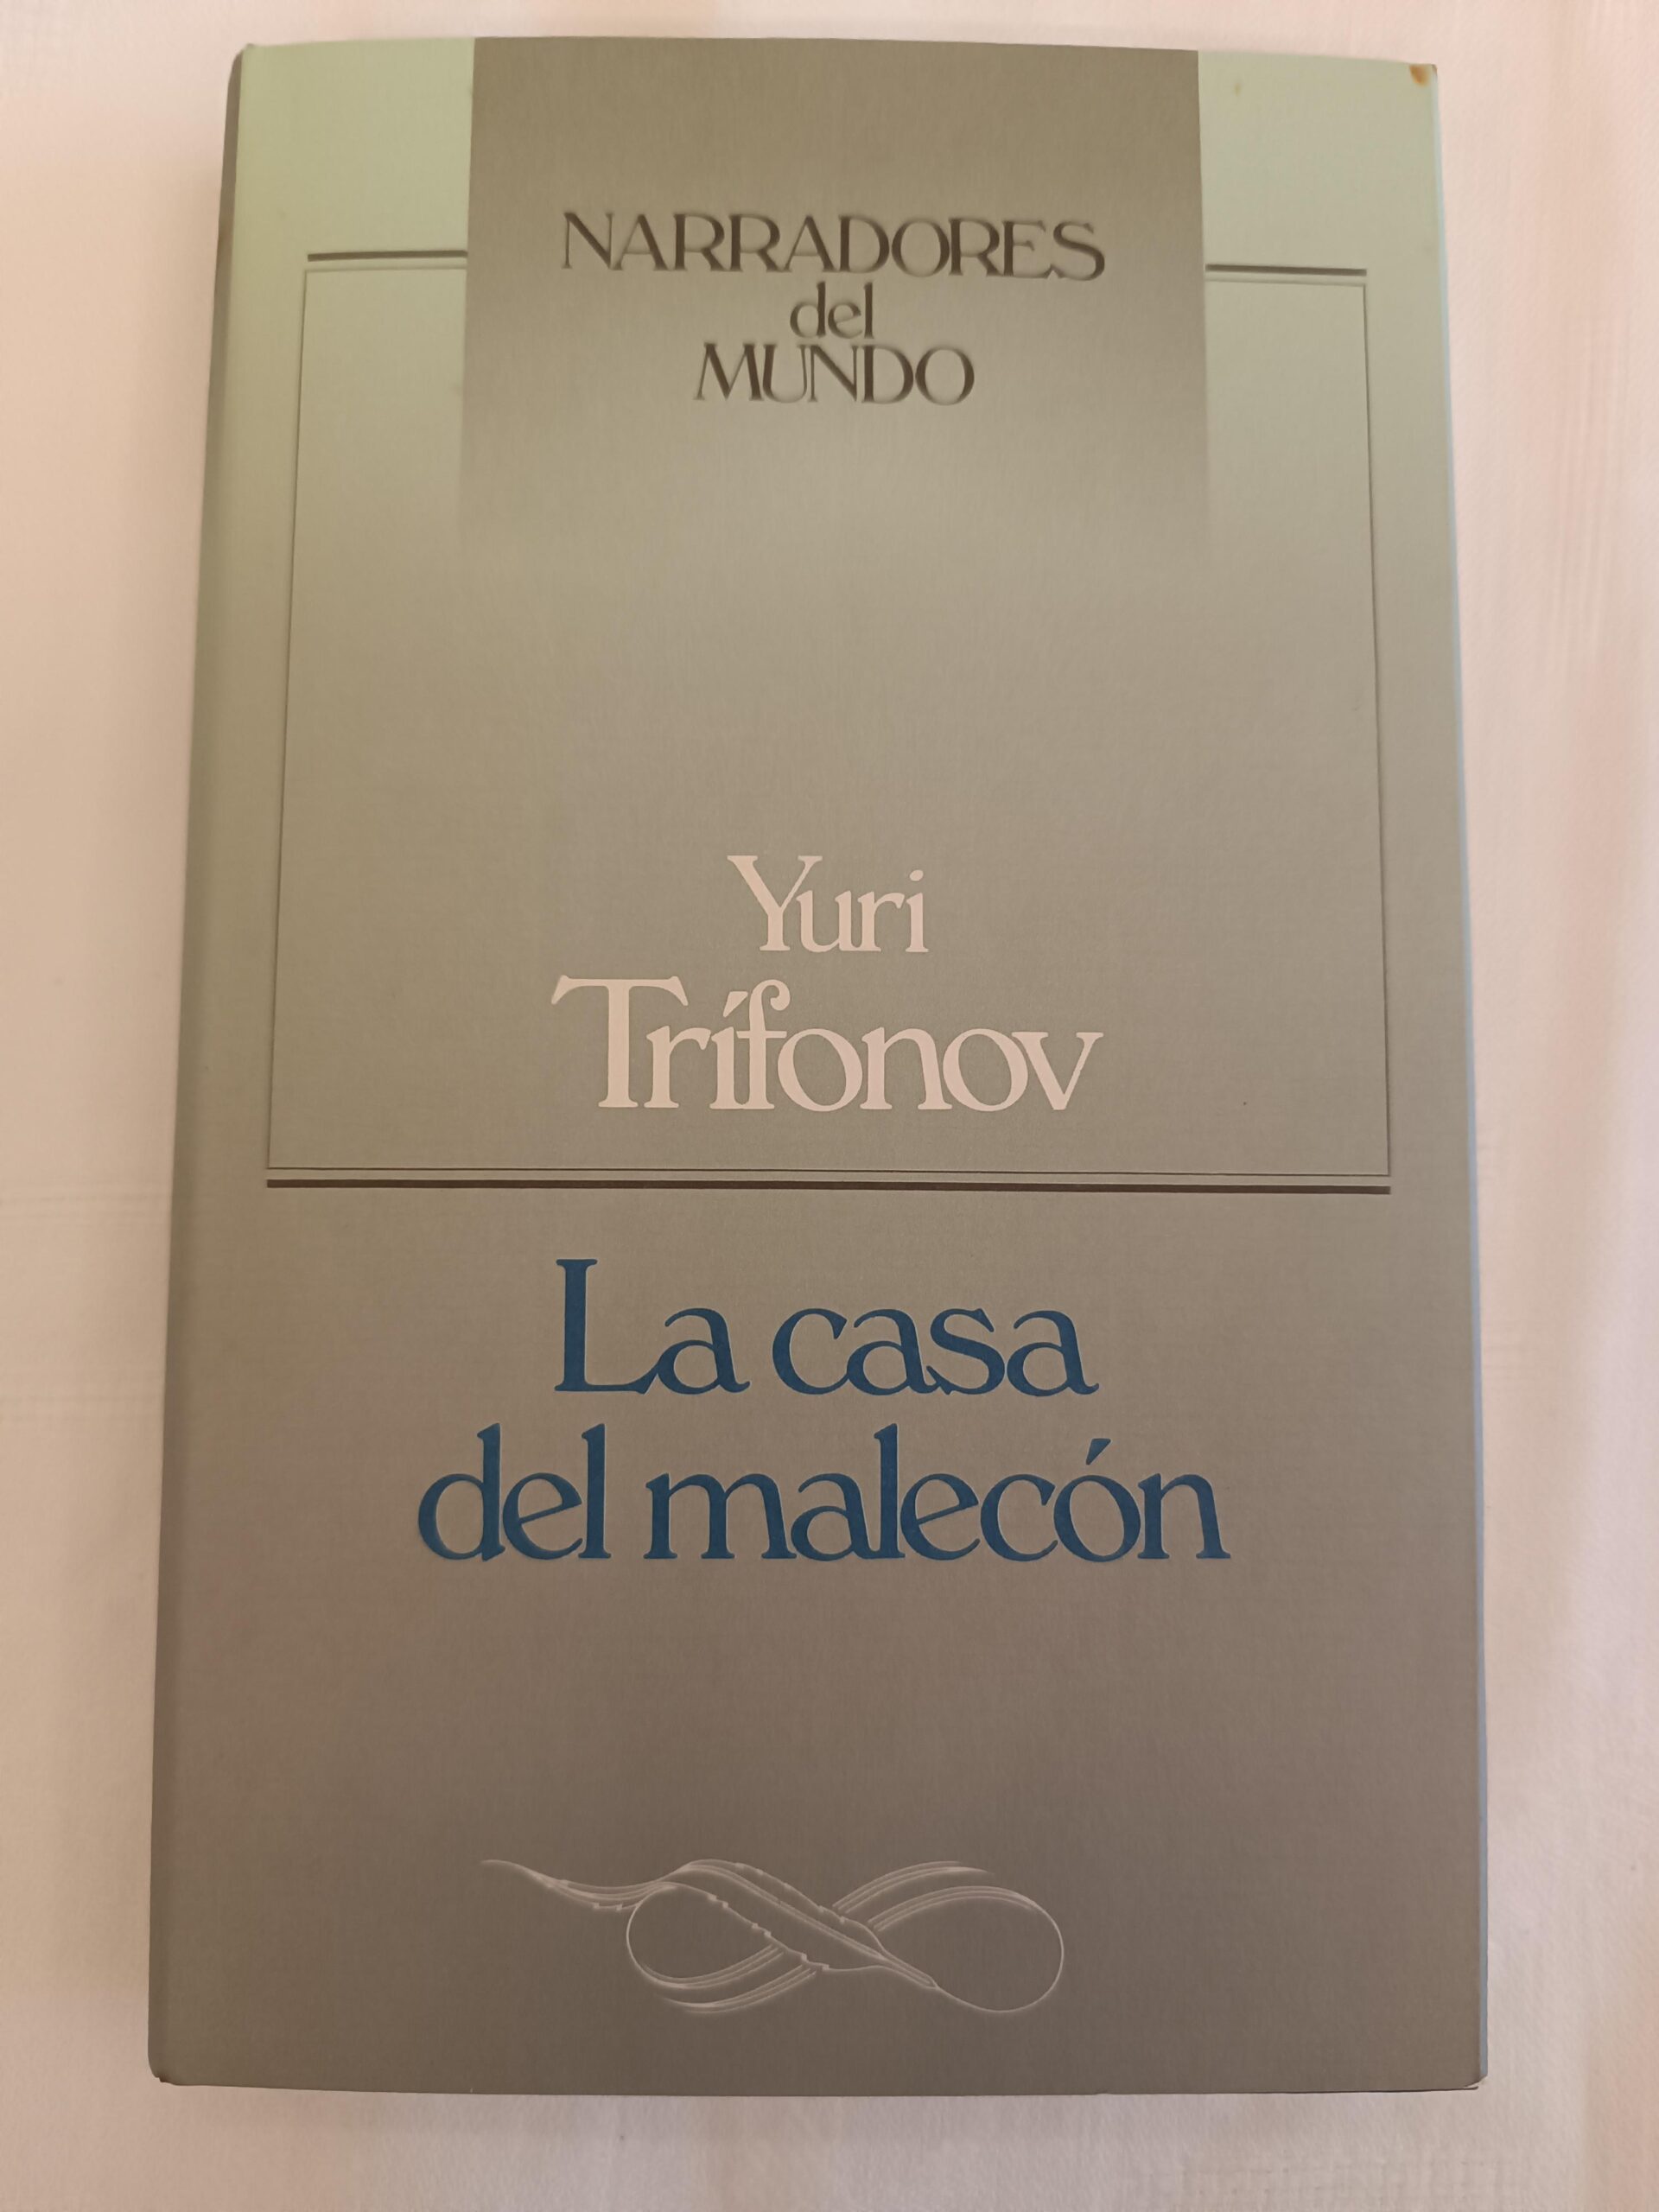 NARRADORES
del
MUNDO
Yuri
Trífonov
La casa
del malecón